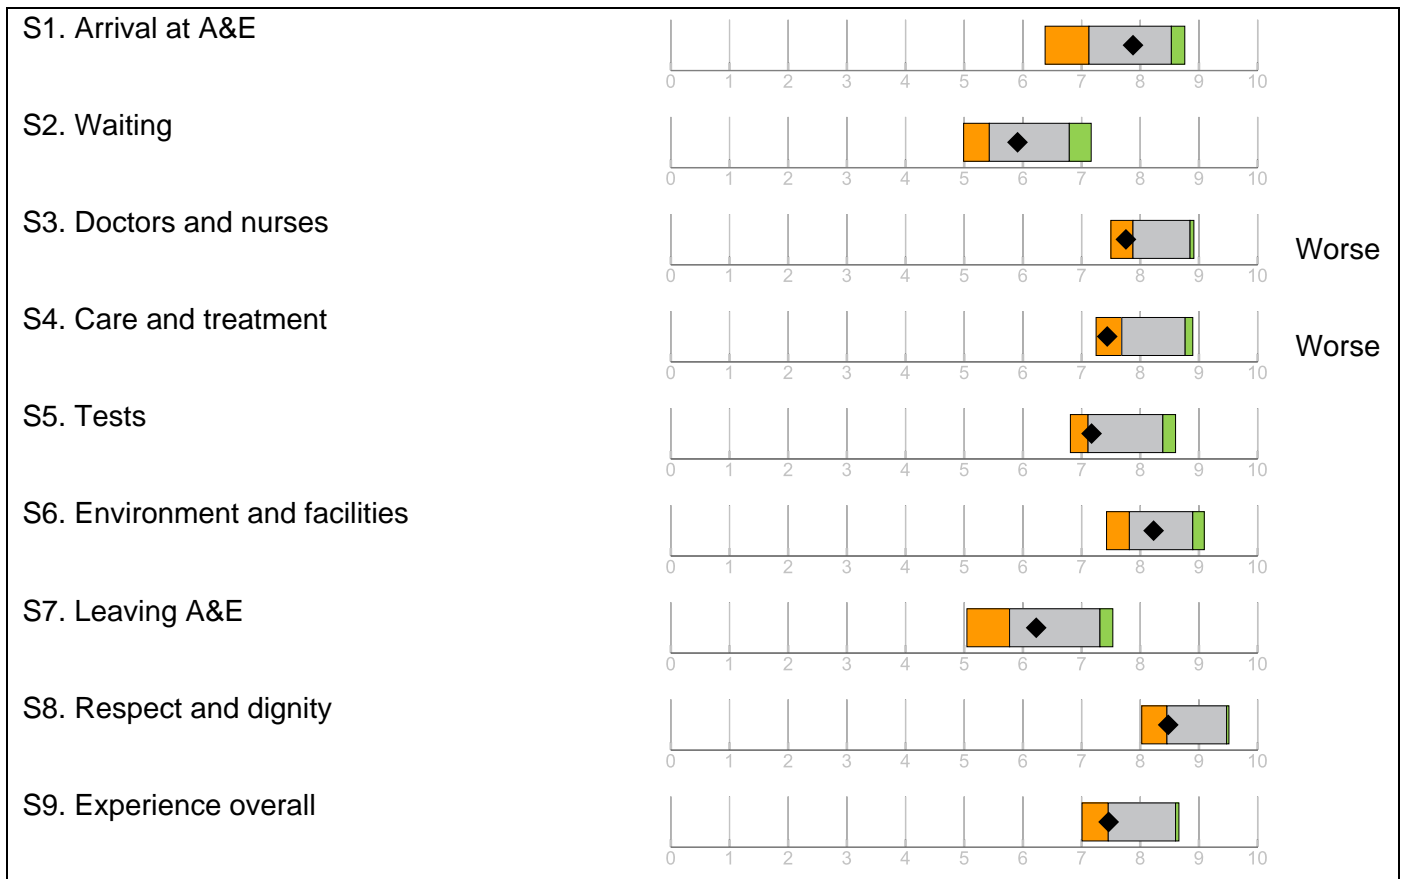 S1. Arrival at A&E
0 1 2 3 4 5 6 7 8 9 10
S2. Waiting
0 1 2 3 4 5 6 7 8 9 10
S3. Doctors and nurses
Worse
0 1 2 3 4 5 6 7 8 9 10
S4. Care and treatment
Worse
0 1 2 3 4 5 6 7 8 9 10
S5. Tests
0 1 2 3 4 5 6 7 8 9 10
S6. Environment and facilities
0 1 2 3 4 5 6 7 8 9 10
S7. Leaving A&E
0 1 2 3 4 5 6 7 8 9 10
S8. Respect and dignity
0 1 2 3 4 5 6 7 8 9 10
S9. Experience overall
0 1 2 3 4 5 6 7 8 9 10